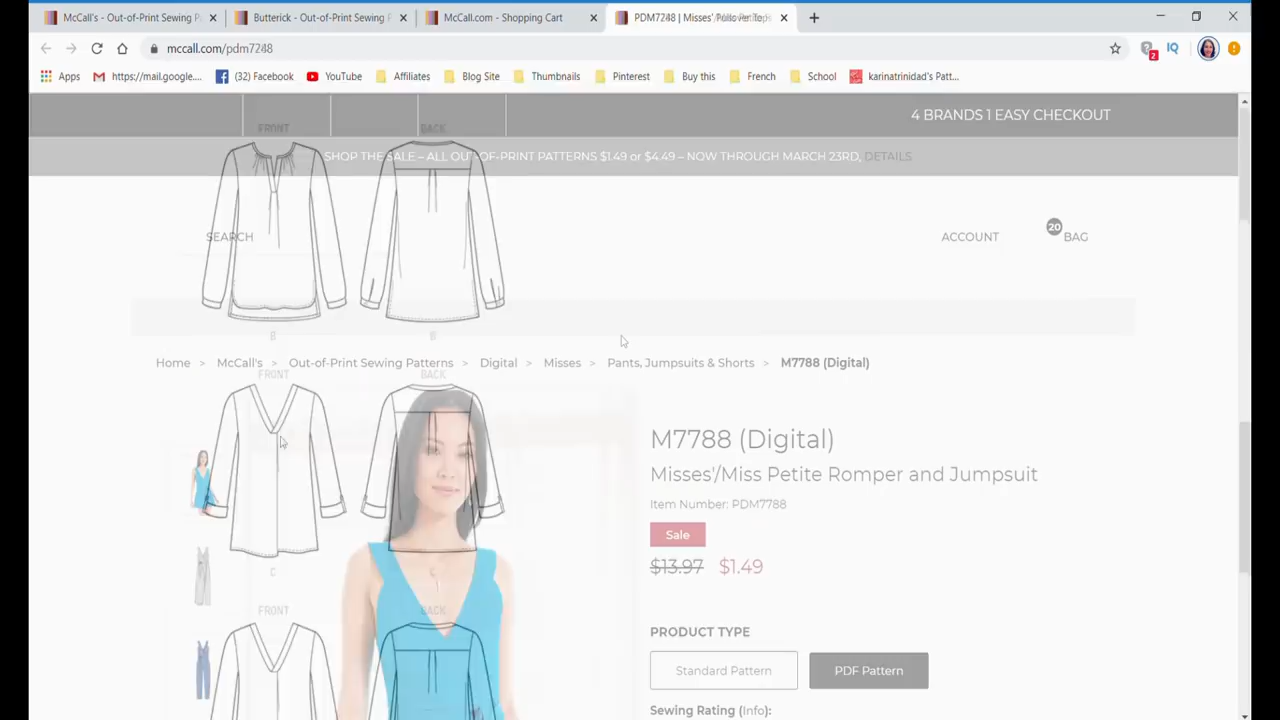 McCall's - Out-of-Print Sewing P
Butterick - Out-of-Print Sewing F
McCall.com - Shopping Cart
PDM7248 | Misses'
mccall.com/pdm7248
2
IQ
Apps
https://mail.google....
(32) Facebook
YouTube
Affiliates
Blog Site
Thumbnails
Pinterest
Buy this
French
School
karinatrinidad's Patt...
4 BRANDS 1 EASY CHECKOUT
FRONT
BACK
SHOP THE SALE – ALL OUT-OF-PRINT PATTERNS $1.49 or $4.49 – NOW THROUGH MARCH 23RD, DETAILS
SEARCH
ACCOUNT
20
BAG
B
B
Home > McCall's > Out-of-Print Sewing Patterns > Digital > Misses > Pants, Jumpsuits & Shorts > M7788 (Digital)
FRONT
BACK
M7788 (Digital)
Misses'/Miss Petite Romper and Jumpsuit
Item Number: PDM7788
Sale
$13.97 $1.49
C
C
FRONT
BACK
PRODUCT TYPE
Standard Pattern
PDF Pattern
Sewing Rating (Info):